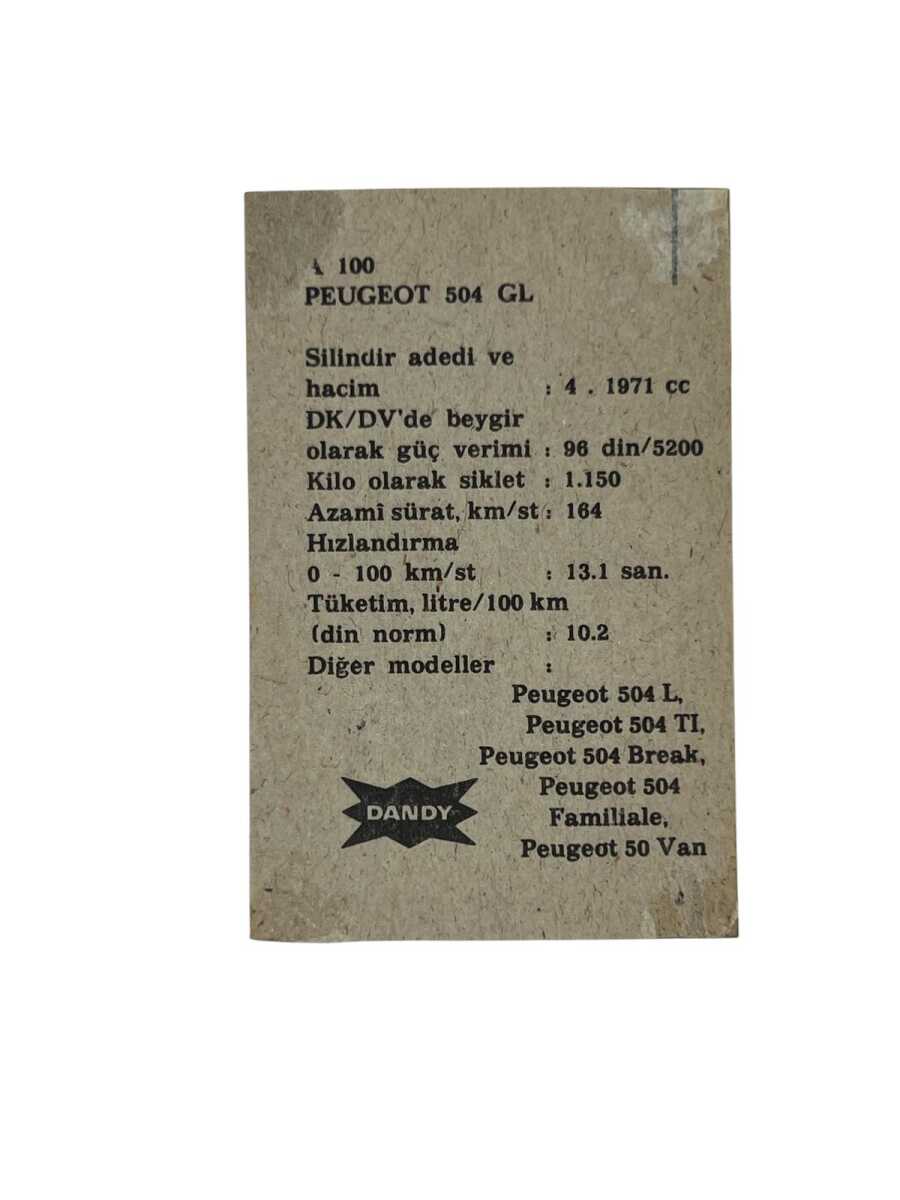 A 100
PEUGEOT 504 GL
Silindir adedi ve
hacim : 4 . 1971 cc
DK/DV'de beygir
olarak güç verimi : 96 din/5200
Kilo olarak siklet : 1.150
Azamî sürat, km/st : 164
Hızlandırma
0 - 100 km/st : 13.1 san.
Tüketim, litre/100 km
(din norm) : 10.2
Diğer modeller :
Peugeot 504 L,
Peugeot 504 TI,
Peugeot 504 Break,
Peugeot 504
Familiale,
Peugeot 50 Van
DANDY